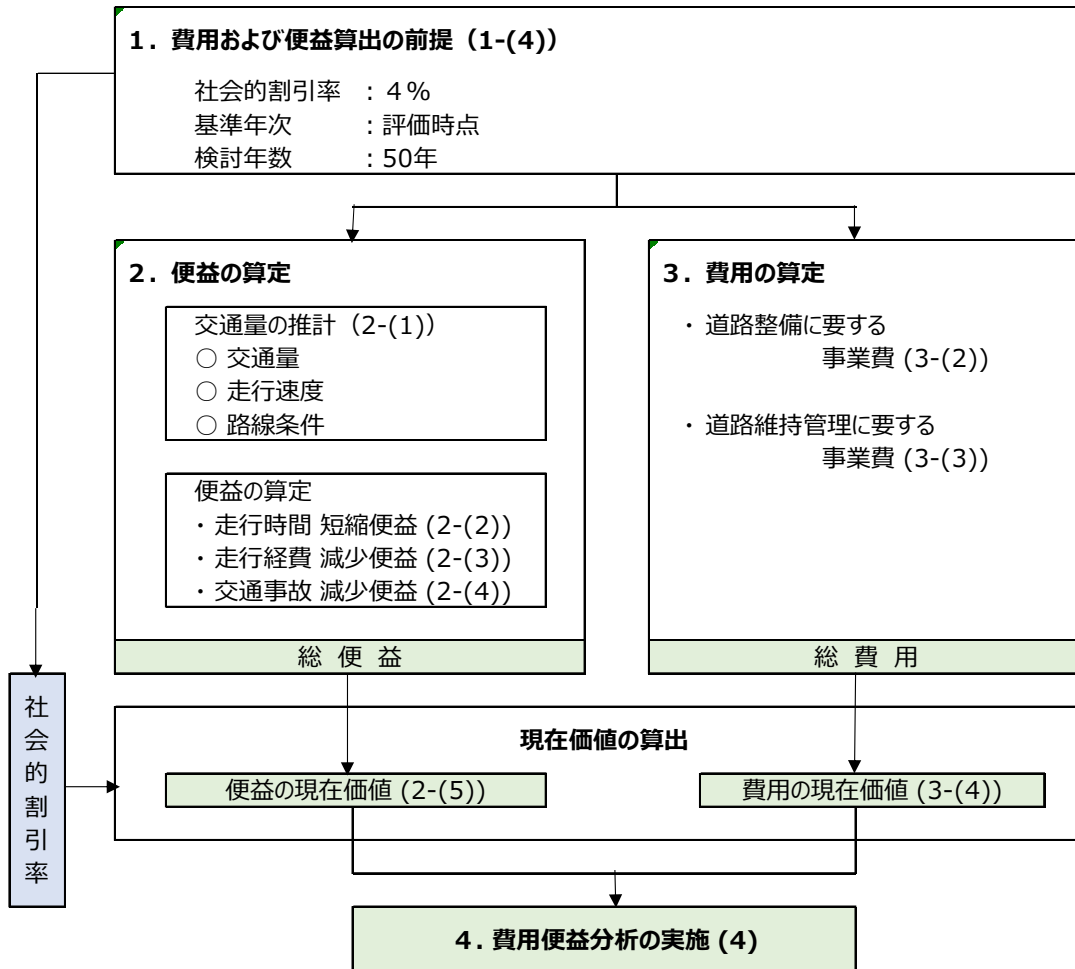 1. 費用および便益算出の前提（1-(4)）
社会的割引率 ：４％
基準年次 ：評価時点
検討年数 ：50年
2. 便益の算定
交通量の推計（2-(1)）
○ 交通量
○ 走行速度
○ 路線条件
便益の算定
・走行時間 短縮便益 (2-(2))
・走行経費 減少便益 (2-(3))
・交通事故 減少便益 (2-(4))
総 便 益
3. 費用の算定
・ 道路整備に要する
事業費 (3-(2))
・ 道路維持管理に要する
事業費 (3-(3))
総 費 用
社会的割引率
現在価値の算出
便益の現在価値 (2-(5))
費用の現在価値 (3-(4))
4. 費用便益分析の実施 (4)